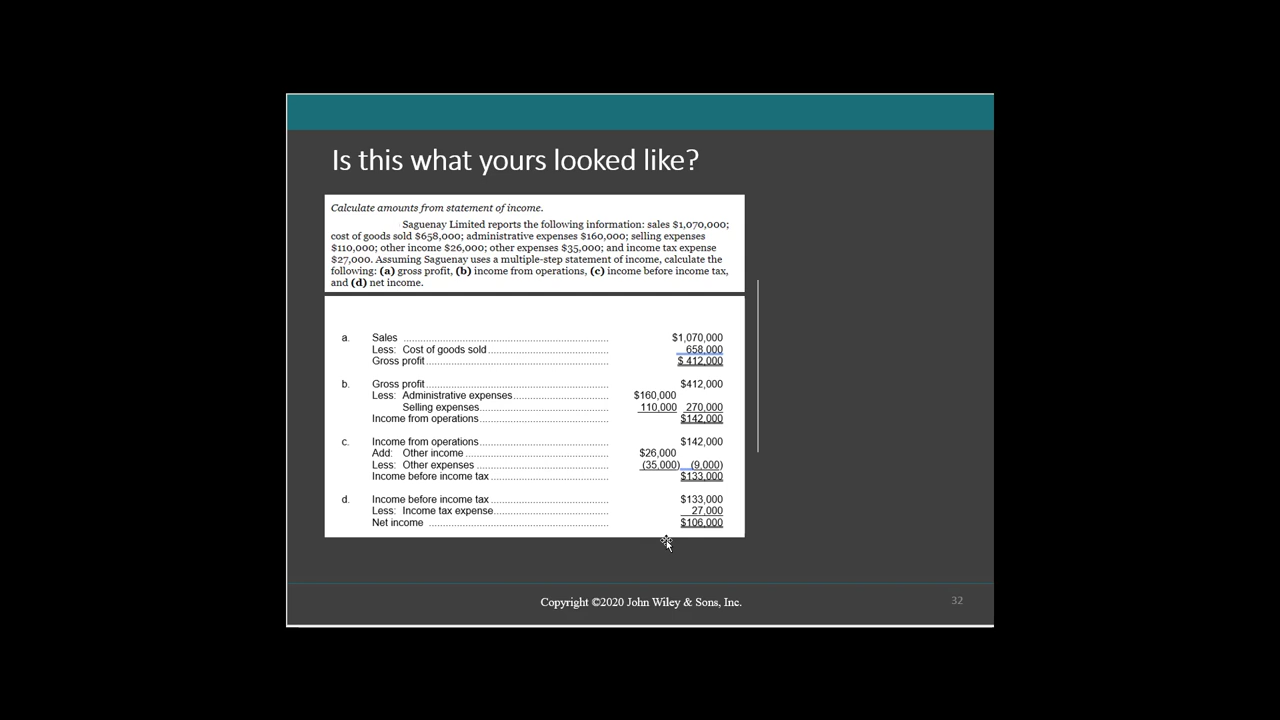 Is this what yours looked like?
Calculate amounts from statement of income.
Saguenay Limited reports the following information: sales $1,070,000;
cost of goods sold $658,000; administrative expenses $160,000; selling expenses
$110,000; other income $26,000; other expenses $35,000; and income tax expense
$27,000. Assuming Saguenay uses a multiple-step statement of income, calculate the
following: (a) gross profit, (b) income from operations, (c) income before income tax,
and (d) net income.
a. Sales ........ $1,070,000
Less: Cost of goods sold ........ 658,000
Gross profit ........ $ 412,000
b. Gross profit ........ $412,000
Less: Administrative expenses ........ $160,000
Selling expenses ........ 110,000 270,000
Income from operations ........ $142,000
c. Income from operations ........ $142,000
Add: Other income ........ $26,000
Less: Other expenses ........ (35,000) (9,000)
Income before income tax ........ $133,000
d. Income before income tax ........ $133,000
Less: Income tax expense ........ 27,000
Net income ........ $106,000
Copyright ©2020 John Wiley & Sons, Inc.
32